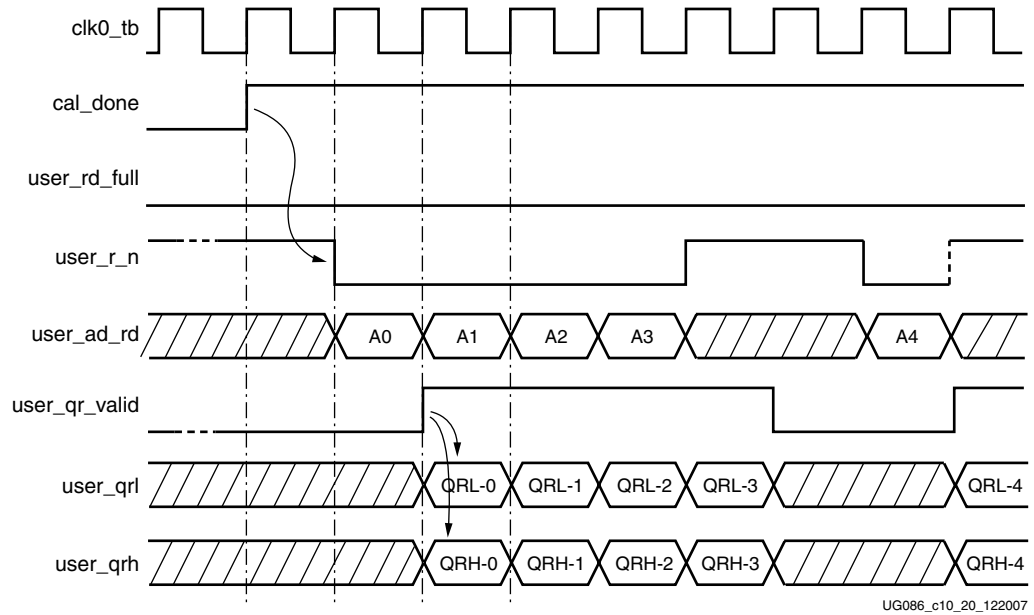 clk0_tb
cal_done
user_rd_full
user_r_n
user_ad_rd A0 A1 A2 A3 A4
user_qr_valid
user_qrl QRL-0 QRL-1 QRL-2 QRL-3 QRL-4
user_qrh QRH-0 QRH-1 QRH-2 QRH-3 QRH-4
UG086_c10_20_122007